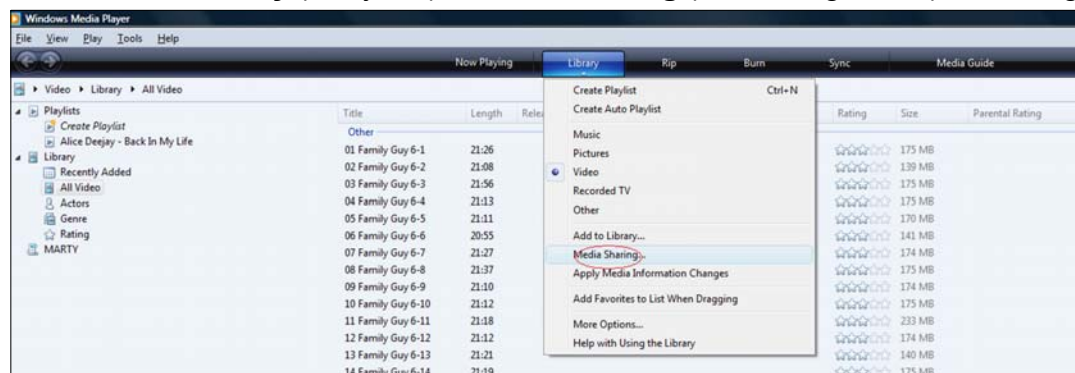 Windows Media Player
File View Play Tools Help
Now Playing Library Rip Burn Sync Media Guide
Video Library All Video
Playlists
Create Playlist
Alice Deejay - Back In My Life
Library
Recently Added
All Video
Actors
Genre
Rating
MARTY
Title Length Rating Size Parental Rating
Other
01 Family Guy 6-1 21:26 175 MB
02 Family Guy 6-2 21:08 139 MB
03 Family Guy 6-3 21:56 175 MB
04 Family Guy 6-4 21:13 175 MB
05 Family Guy 6-5 21:11 170 MB
06 Family Guy 6-6 20:55 141 MB
07 Family Guy 6-7 21:27 174 MB
08 Family Guy 6-8 21:37 175 MB
09 Family Guy 6-9 21:10 174 MB
10 Family Guy 6-10 21:12 175 MB
11 Family Guy 6-11 21:18 233 MB
12 Family Guy 6-12 21:12 174 MB
13 Family Guy 6-13 21:21 140 MB
14 Family Guy 6-14 21:19 175 MB
Create Playlist Ctrl+N
Create Auto Playlist
Music
Pictures
Video
Recorded TV
Other
Add to Library...
Media Sharing...
Apply Media Information Changes
Add Favorites to List When Dragging
More Options...
Help with Using the Library